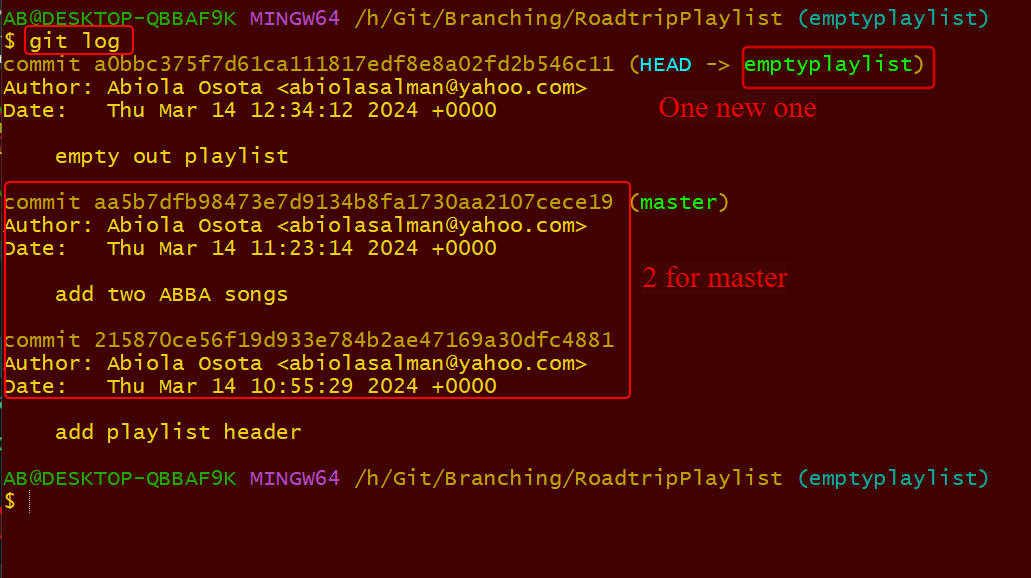 AB@DESKTOP-QBBAF9K MINGW64 /h/Git/Branching/RoadtripPlaylist (emptyplaylist)
$ git log
commit a0bbc375f7d61ca111817edf8e8a02fd2b546c11 (HEAD -> emptyplaylist)
Author: Abiola Osota <abiolasalman@yahoo.com>
Date:   Thu Mar 14 12:34:12 2024 +0000
One new one
    empty out playlist
commit aa5b7dfb98473e7d9134b8fa1730aa2107cece19 (master)
Author: Abiola Osota <abiolasalman@yahoo.com>
Date:   Thu Mar 14 11:23:14 2024 +0000
2 for master
    add two ABBA songs
commit 215870ce56f19d933e784b2ae47169a30dfc4881
Author: Abiola Osota <abiolasalman@yahoo.com>
Date:   Thu Mar 14 10:55:29 2024 +0000
    add playlist header
AB@DESKTOP-QBBAF9K MINGW64 /h/Git/Branching/RoadtripPlaylist (emptyplaylist)
$